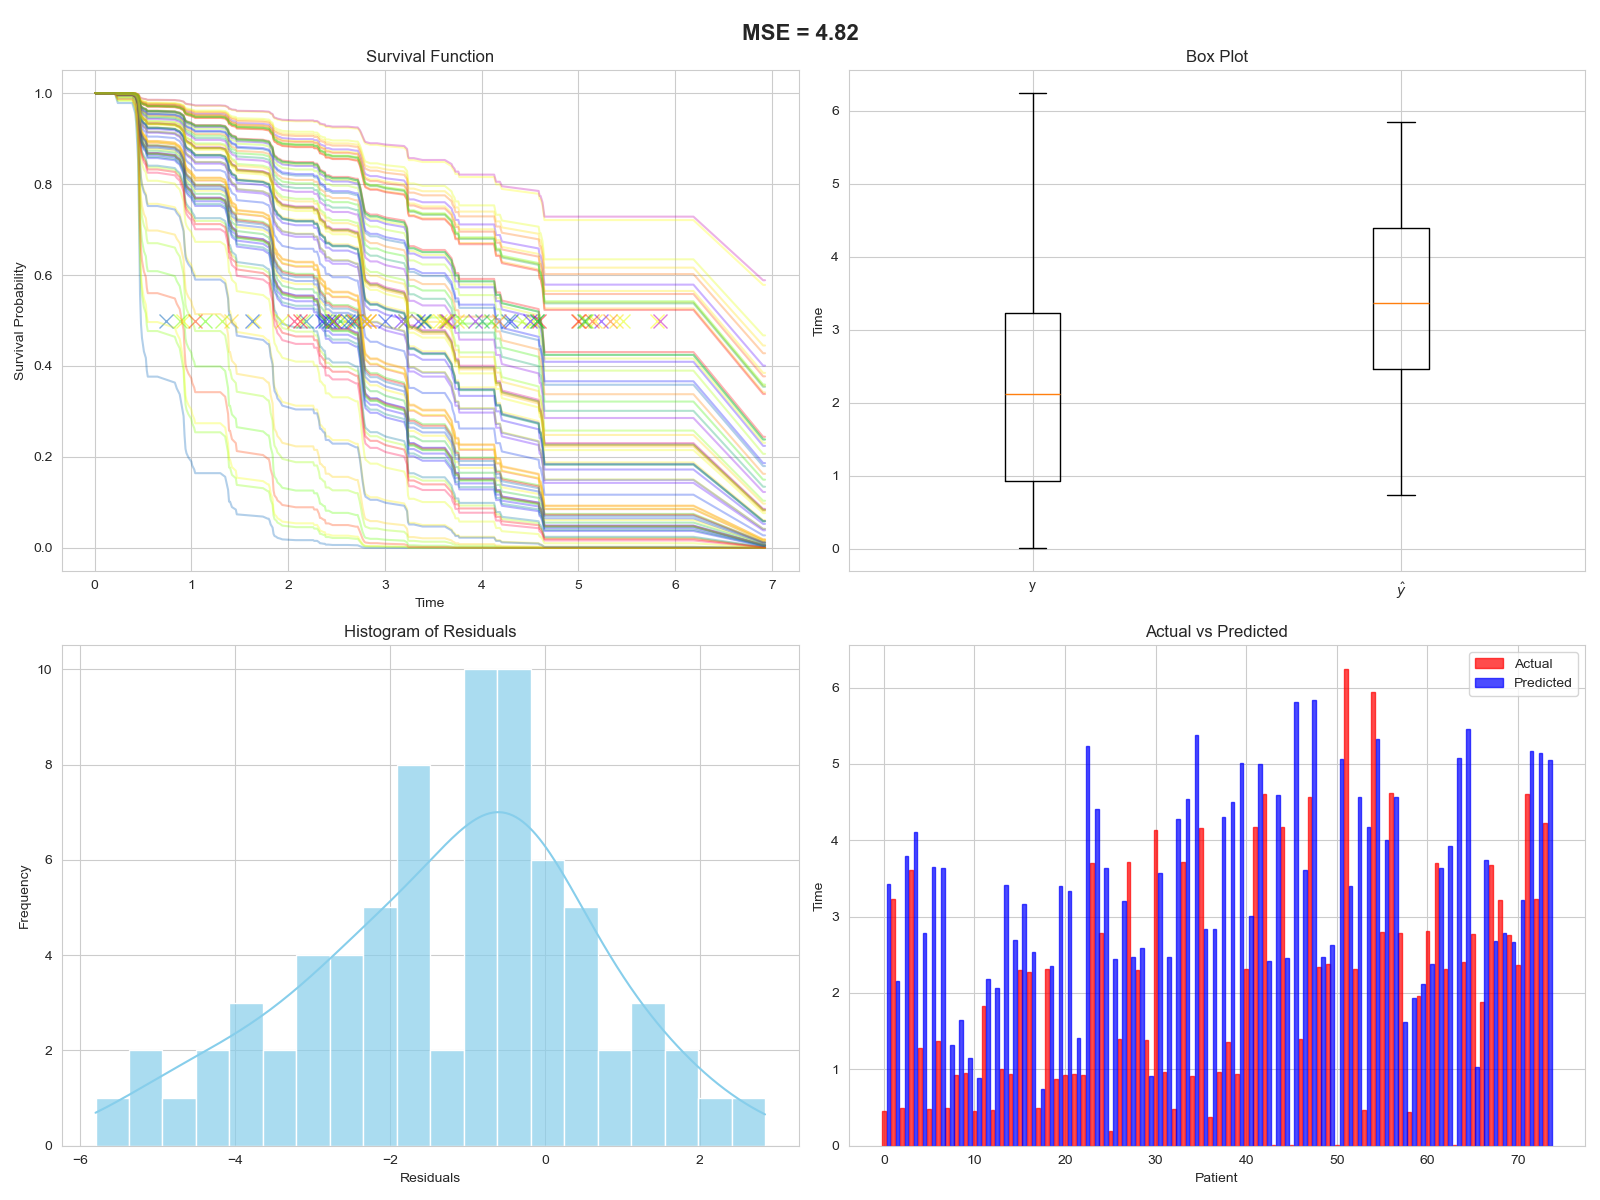 MSE = 4.82
Survival Function
Survival Probability
1.0
0.8
0.6
0.4
0.2
0.0
0 1 2 3 4 5 6 7
Time
Box Plot
Time
6
5
4
3
2
1
0
y ŷ
Histogram of Residuals
Frequency
10
8
6
4
2
0
−6 −4 −2 0 2
Residuals
Actual vs Predicted
Actual
Predicted
Time
6
5
4
3
2
1
0
0 10 20 30 40 50 60 70
Patient